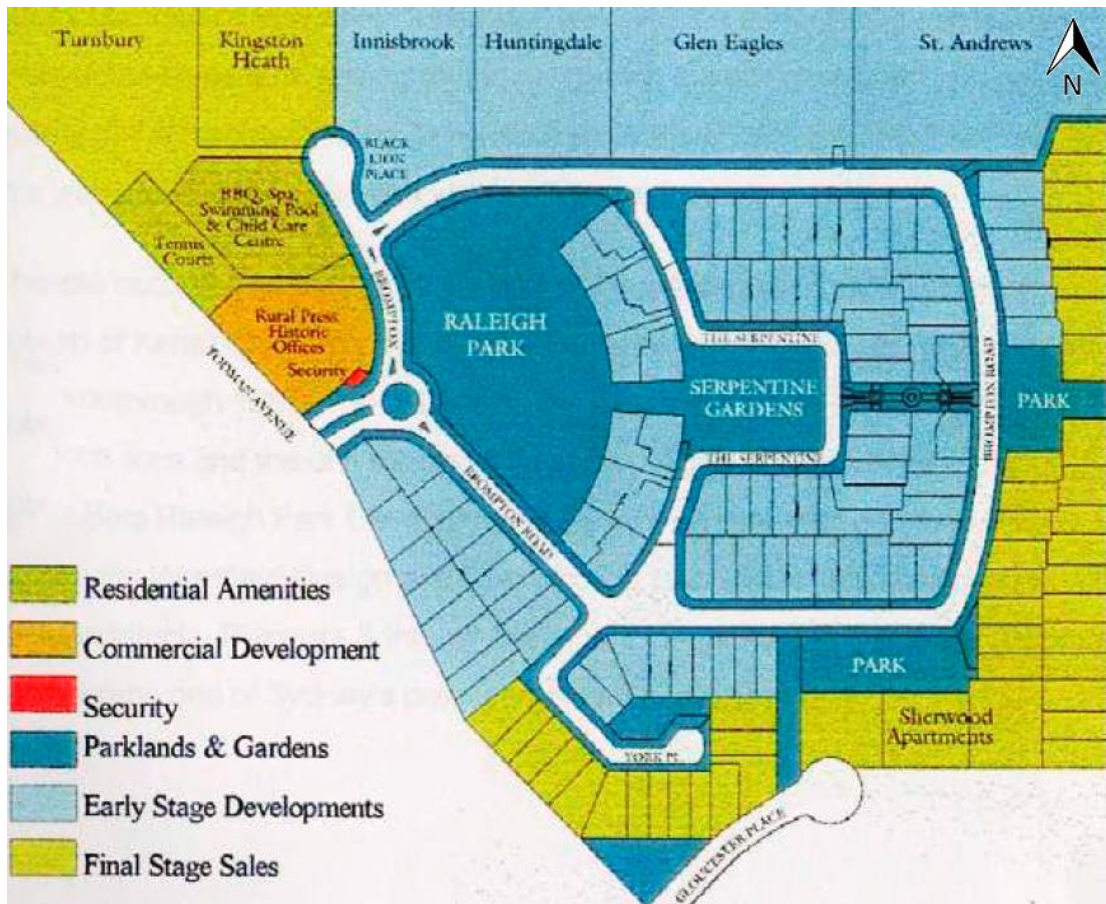 Turnbury
Kingston
Heath
Innisbrook
Huntingdale
Glen Eagles
St. Andrews
N
BLACK
LION
PLACE
BBQ, Spa,
Swimming Pool
& Child Care
Centre
Tennis
Courts
BROMPTON
Rural Press
Historic
Offices
Security
RALEIGH
PARK
THE SERPENTINE
SERPENTINE
GARDENS
THE SERPENTINE
BROMPTON ROAD
PARK
TODMAN AVENUE
BROMPTON ROAD
PARK
Sherwood
Apartments
YORK PL.
GLOUCESTER PLACE
Residential Amenities
Commercial Development
Security
Parklands & Gardens
Early Stage Developments
Final Stage Sales